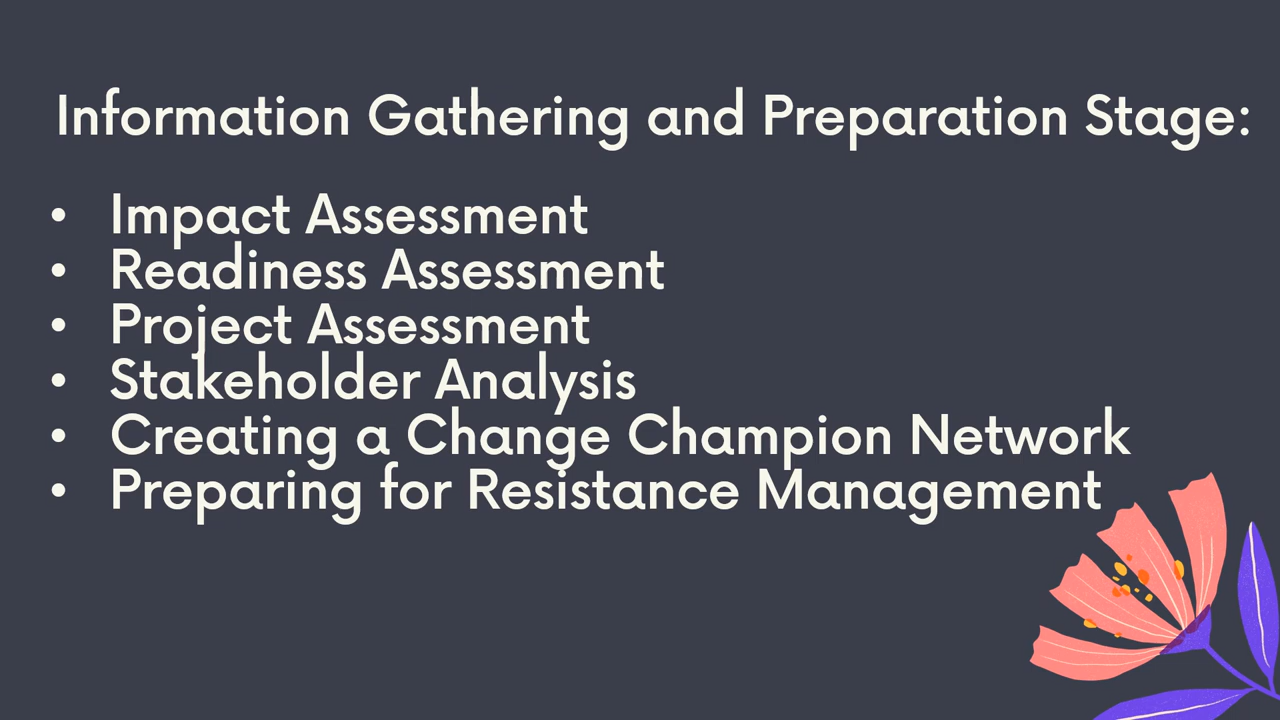 Information Gathering and Preparation Stage:
• Impact Assessment
• Readiness Assessment
• Project Assessment
• Stakeholder Analysis
• Creating a Change Champion Network
• Preparing for Resistance Management